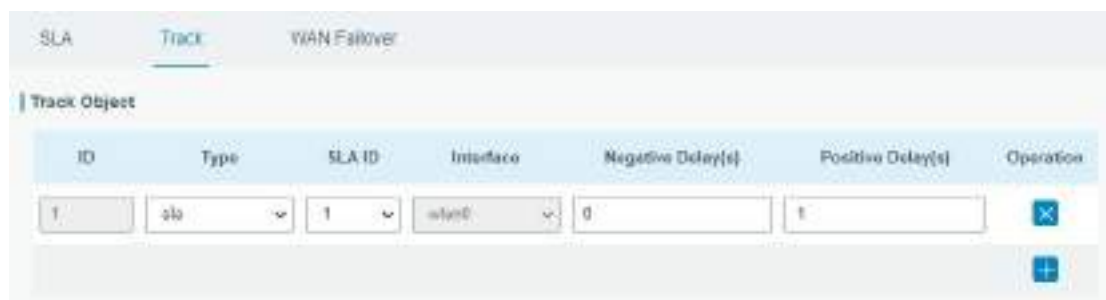 SLA Track WAN Failover
Track Object
ID Type SLA ID Interface Negative Delay(s) Positive Delay(s) Operation
1 sla 1 wlan0 0 1